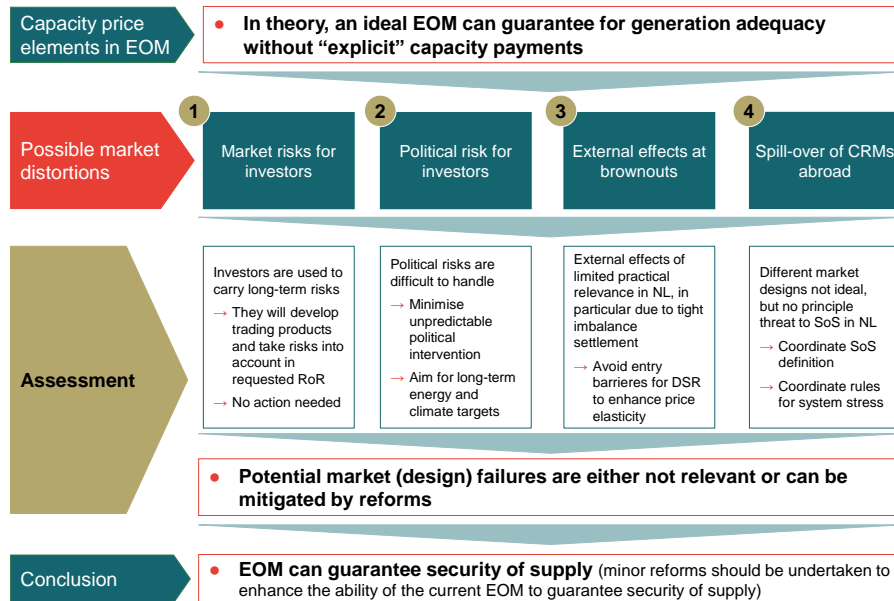 Capacity price
elements in EOM
• In theory, an ideal EOM can guarantee for generation adequacy
without “explicit” capacity payments
Possible market
distortions
1
Market risks for
investors
2
Political risk for
investors
3
External effects at
brownouts
4
Spill-over of CRMs
abroad
Assessment
Investors are used to
carry long-term risks
→ They will develop
trading products
and take risks into
account in
requested RoR
→ No action needed
Political risks are
difficult to handle
→ Minimise
unpredictable
political
intervention
→ Aim for long-term
energy and
climate targets
External effects of
limited practical
relevance in NL, in
particular due to tight
imbalance
settlement
→ Avoid entry
barrieres for DSR
to enhance price
elasticity
Different market
designs not ideal,
but no principle
threat to SoS in NL
→ Coordinate SoS
definition
→ Coordinate rules
for system stress
• Potential market (design) failures are either not relevant or can be
mitigated by reforms
Conclusion
• EOM can guarantee security of supply (minor reforms should be undertaken to
enhance the ability of the current EOM to guarantee security of supply)